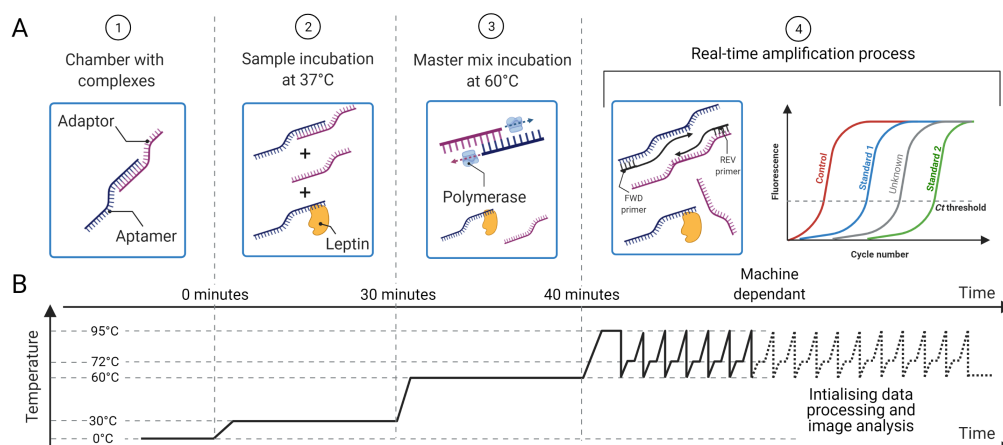 A
1
2
3
4
Chamber with
complexes
Sample incubation
at 37°C
Master mix incubation
at 60°C
Real-time amplification process
Adaptor
Aptamer
+
+
Leptin
Polymerase
FWD
primer
REV
primer
Fluorescence
Control
Standard 1
Unknown
Standard 2
Ct threshold
Cycle number
B
0 minutes
30 minutes
40 minutes
Machine
dependant
Time
Temperature
95°C
72°C
60°C
30°C
0°C
Intialising data
processing and
image analysis
Time